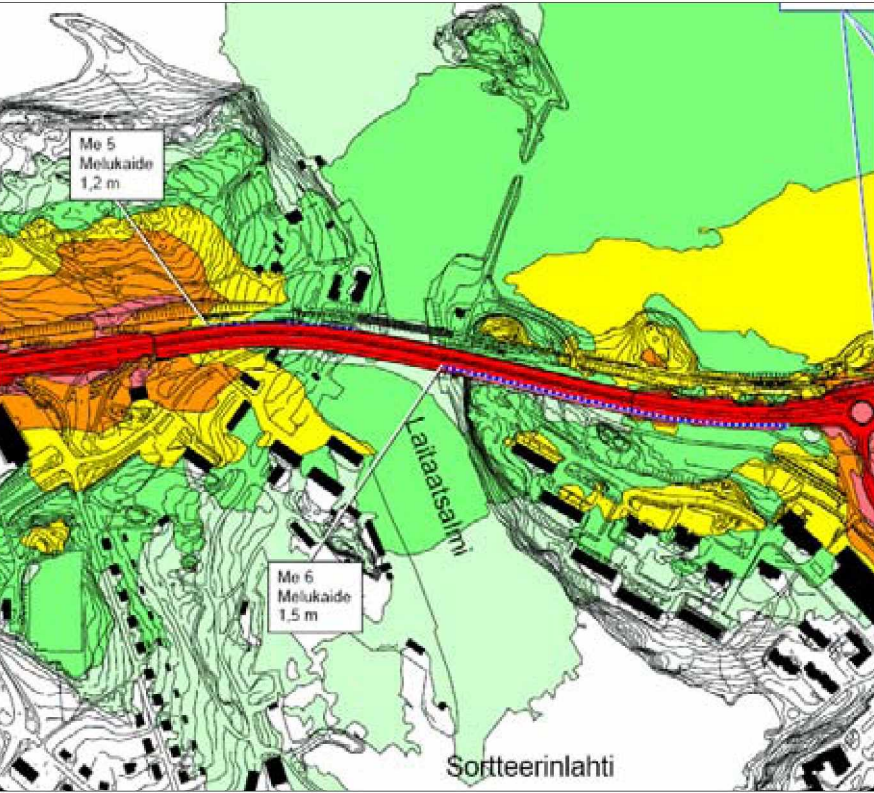 Me 5
Melukaide
1,2 m
Laitaatsalmi
Me 6
Melukaide
1,5 m
Sortteerinlahti